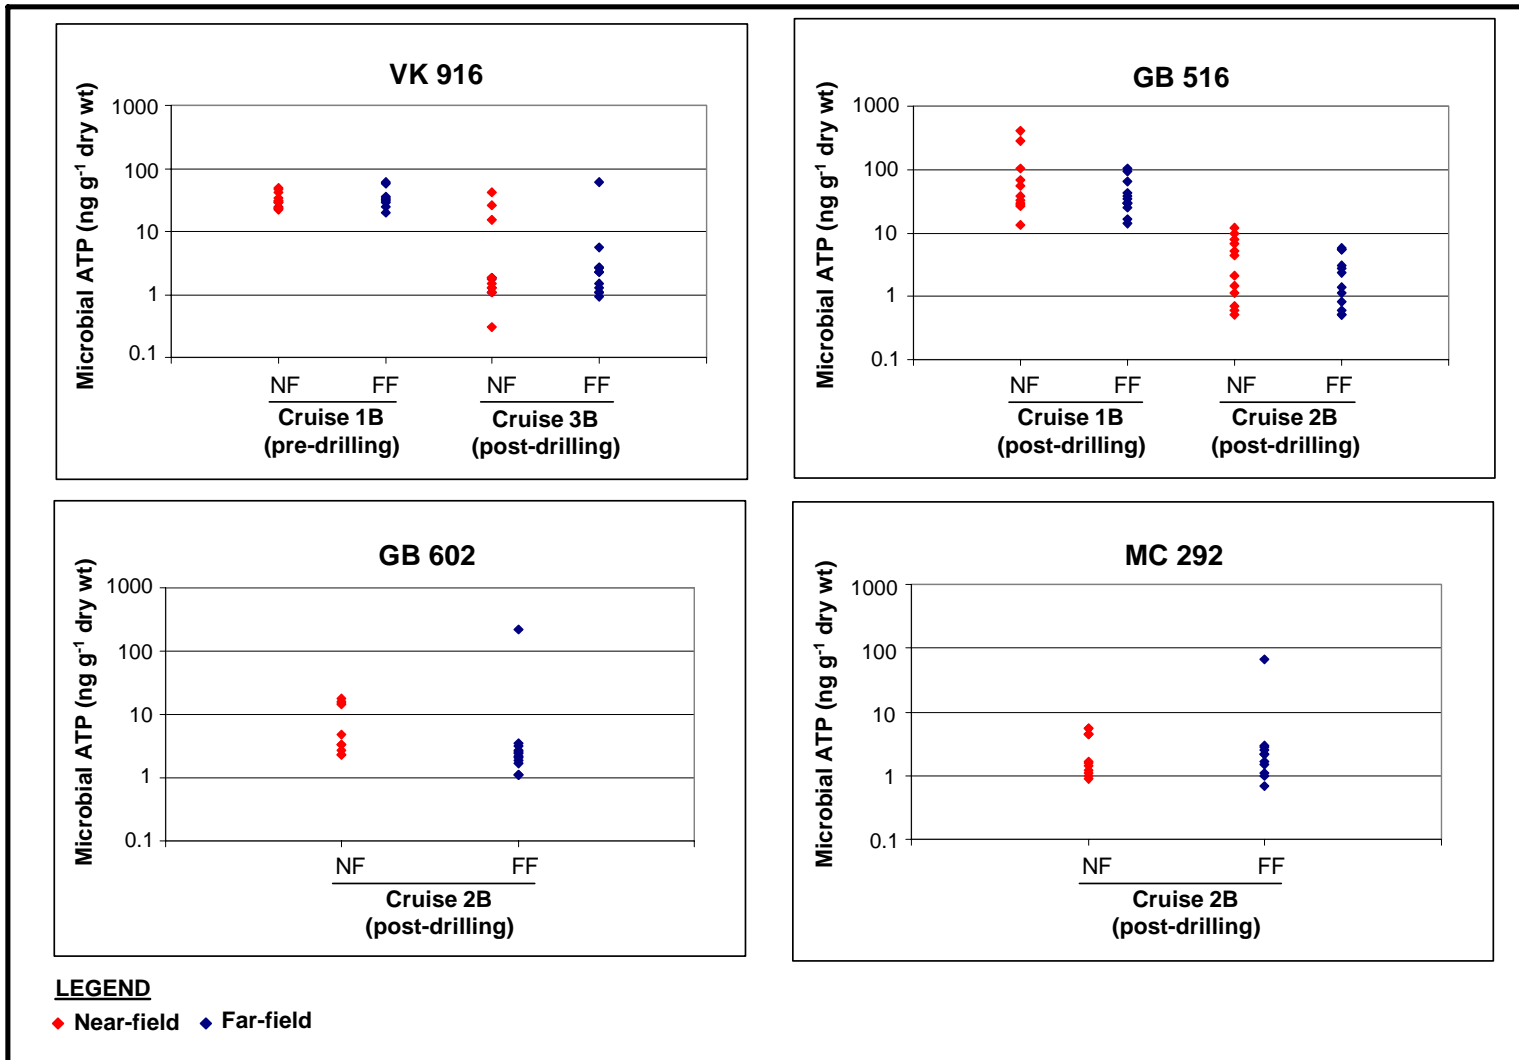 VK 916
Microbial ATP (ng g⁻¹ dry wt)
1000
100
10
1
0.1
NF FF NF FF
Cruise 1B Cruise 3B
(pre-drilling) (post-drilling)
GB 516
Microbial ATP (ng g⁻¹ dry wt)
1000
100
10
1
0.1
NF FF NF FF
Cruise 1B Cruise 2B
(post-drilling) (post-drilling)
GB 602
Microbial ATP (ng g⁻¹ dry wt)
1000
100
10
1
0.1
NF FF
Cruise 2B
(post-drilling)
MC 292
Microbial ATP (ng g⁻¹ dry wt)
1000
100
10
1
0.1
NF FF
Cruise 2B
(post-drilling)
LEGEND
Near-field Far-field